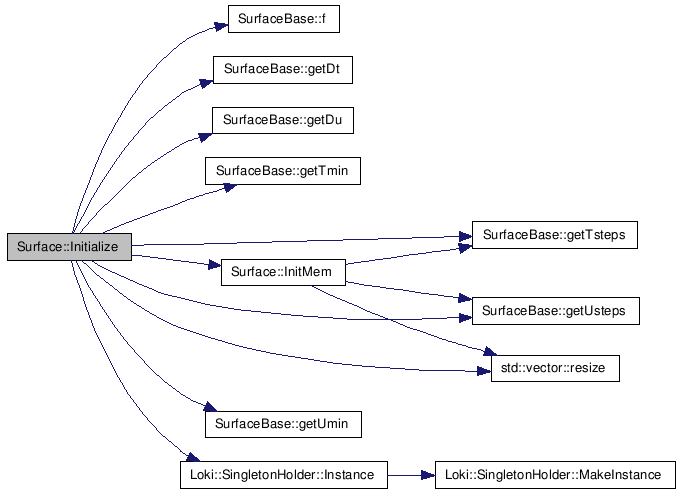 SurfaceBase::f
SurfaceBase::getDt
SurfaceBase::getDu
SurfaceBase::getTmin
SurfaceBase::getTsteps
Surface::Initialize
Surface::InitMem
SurfaceBase::getUsteps
std::vector::resize
SurfaceBase::getUmin
Loki::SingletonHolder::Instance
Loki::SingletonHolder::MakeInstance